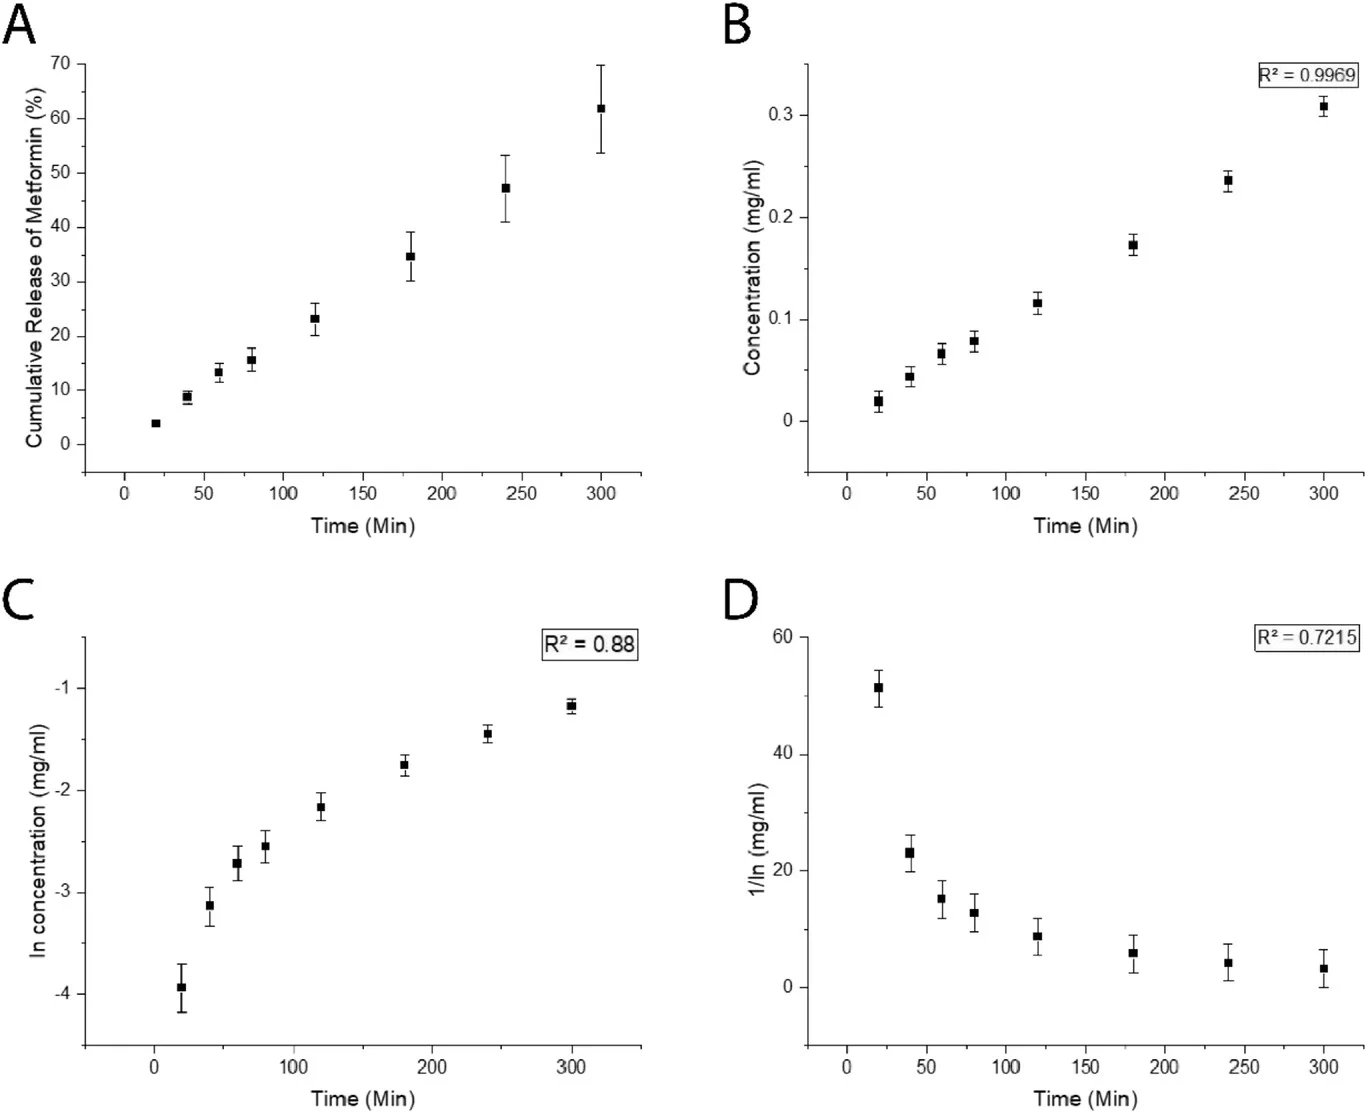 A
Cumulative Release of Metformin (%)
70
60
50
40
30
20
10
0
0 50 100 150 200 250 300
Time (Min)
B
R² = 0.9969
Concentration (mg/ml)
0.3
0.2
0.1
0
0 50 100 150 200 250 300
Time (Min)
C
R² = 0.88
ln concentration (mg/ml)
-1
-2
-3
-4
0 100 200 300
Time (Min)
D
R² = 0.7215
1/ln (mg/ml)
60
40
20
0
0 50 100 150 200 250 300
Time (Min)